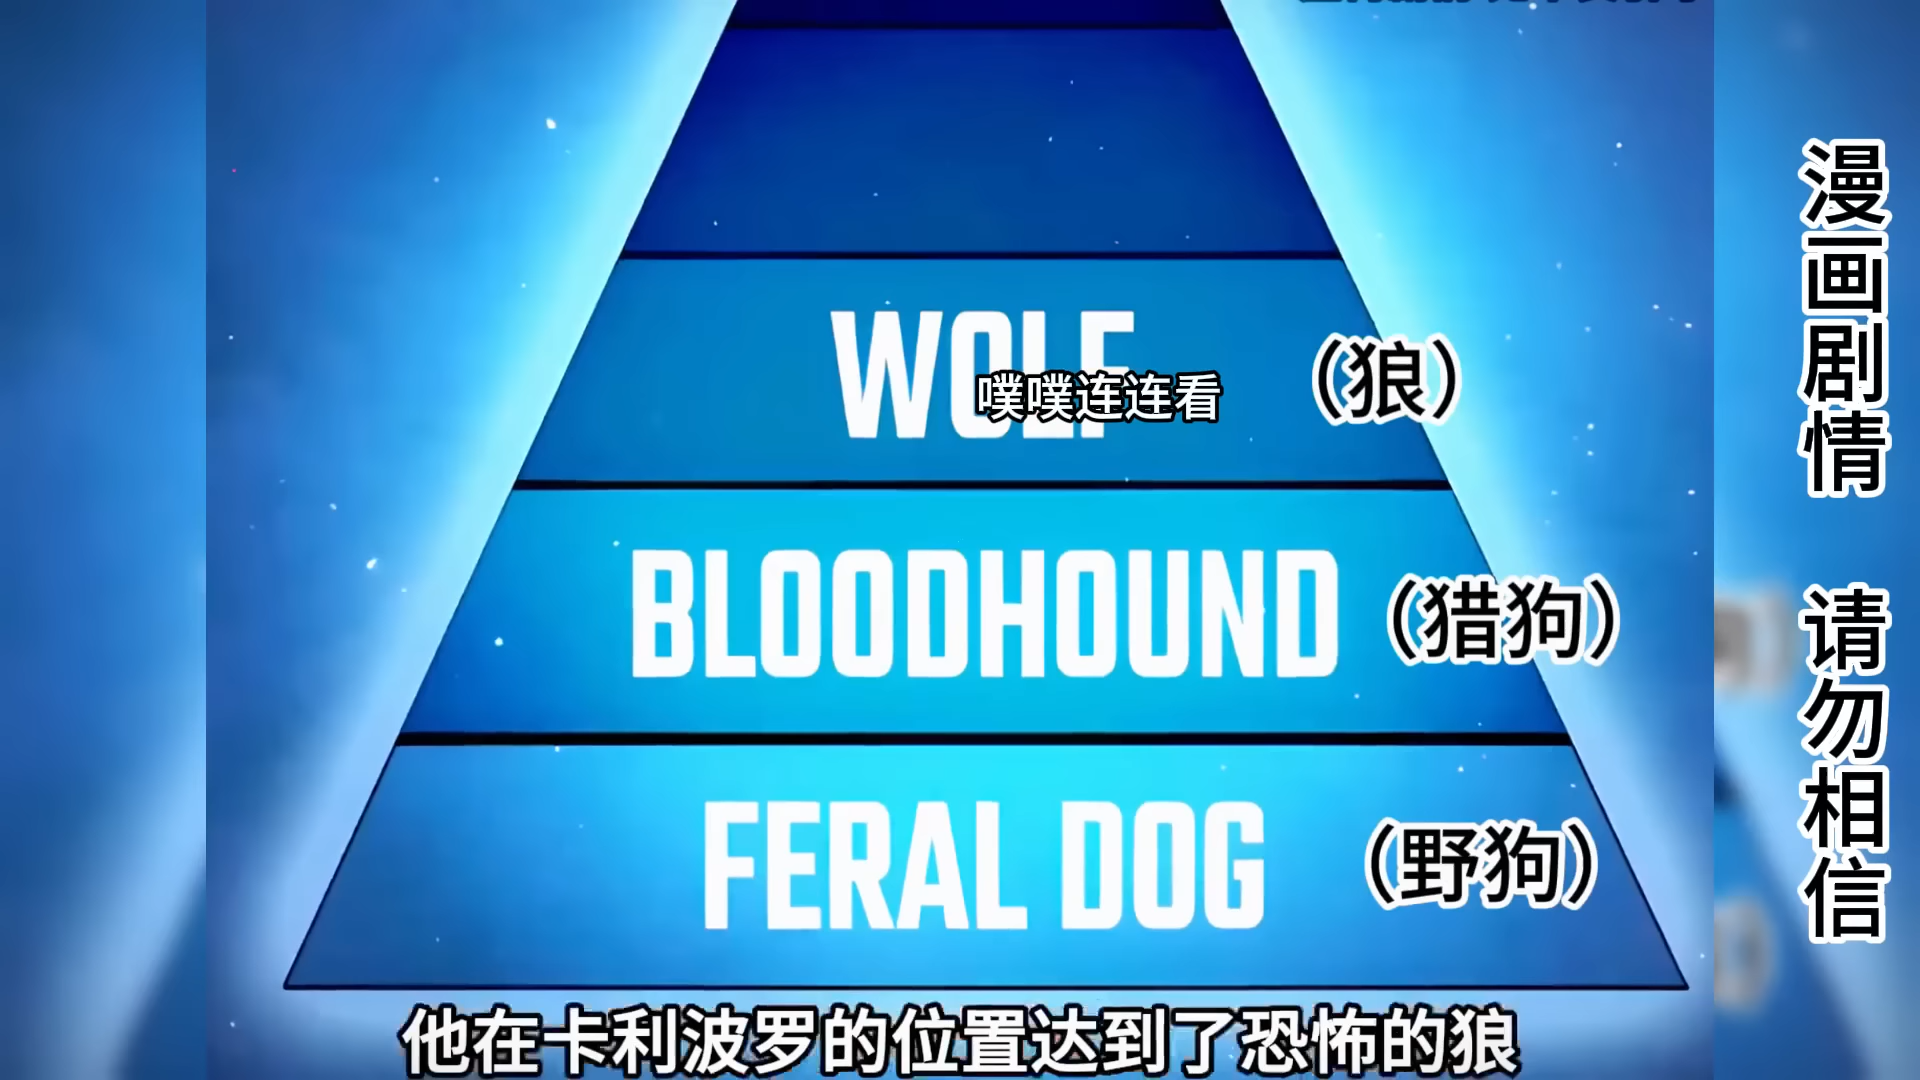 WOLF
(狼)
噗噗连连看
BLOODHOUND
(猎狗)
FERAL DOG
(野狗)
他在卡利波罗的位置达到了恐怖的狼
漫画剧情 请勿相信